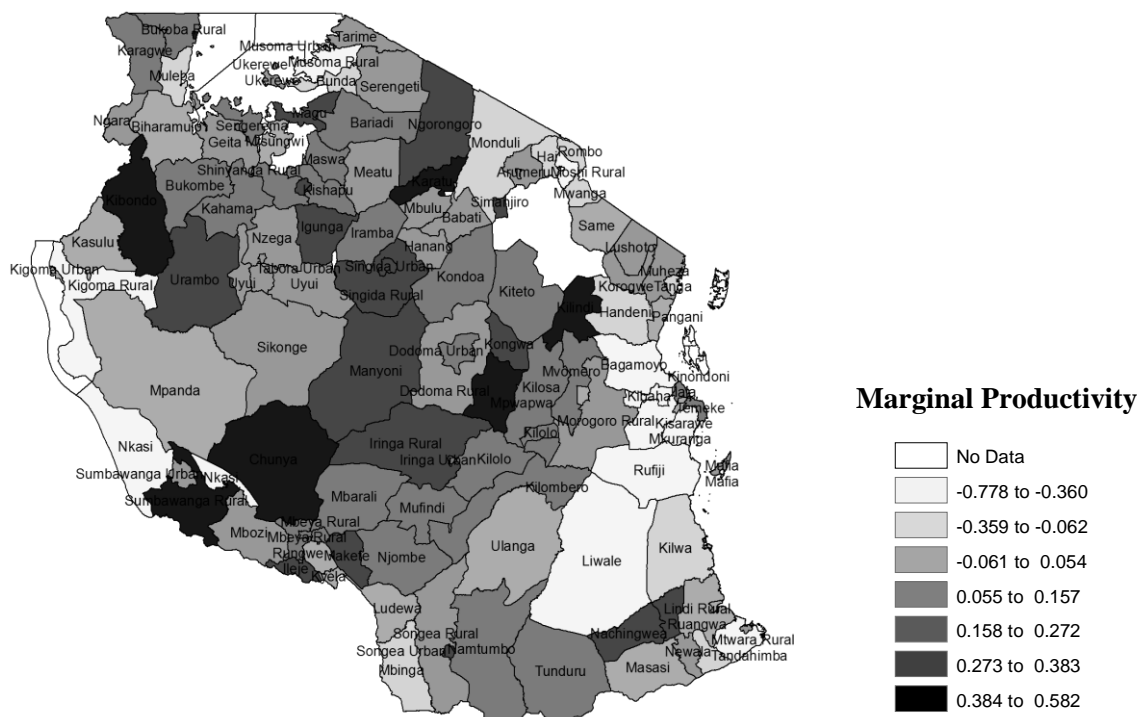 Bukoba Rural
Karagwe
Muleba
Musoma Urban
Tarime
Ukerewe
Musoma Rural
Ukerewe
Bunda
Serengeti
Ngara
Biharamulo
Sengerema
Magu
Geita
Misungwi
Bariadi
Ngorongoro
Monduli
Hai
Rombo
Arumeru
Moshi Rural
Mwanga
Shinyanga Rural
Maswa
Meatu
Bukombe
Kishapu
Karatu
Simanjiro
Kibondo
Kahama
Mbulu
Babati
Same
Kasulu
Nzega
Igunga
Iramba
Hanang
Lushoto
Kigoma Urban
Kigoma Rural
Urambo
Tabora Urban
Uyui
Uyui
Singida Urban
Singida Rural
Kondoa
Kiteto
Kilindi
Korogwe
Muheza
Tanga
Handeni
Pangani
Sikonge
Manyoni
Dodoma Urban
Kongwa
Mvomero
Bagamoyo
Kinondoni
Mpanda
Dodoma Rural
Mpwapwa
Kilosa
Kibaha
Ilala
Temeke
Kisarawe
Morogoro Rural
Mkuranga
Nkasi
Chunya
Iringa Rural
Iringa Urban
Kilolo
Kilolo
Rufiji
Mafia
Mafia
Sumbawanga Urban
Nkasi
Sumbawanga Rural
Mbarali
Mufindi
Kilombero
Mbozi
Mbeya Rural
Mbeya Rural
Rungwe
Makete
Njombe
Ileje
Kyela
Ulanga
Liwale
Kilwa
Ludewa
Songea Rural
Songea Urban
Mbinga
Namtumbo
Tunduru
Nachingwea
Lindi Rural
Ruangwa
Masasi
Newala
Mtwara Rural
Tandahimba
Marginal Productivity
No Data
-0.778 to -0.360
-0.359 to -0.062
-0.061 to 0.054
0.055 to 0.157
0.158 to 0.272
0.273 to 0.383
0.384 to 0.582